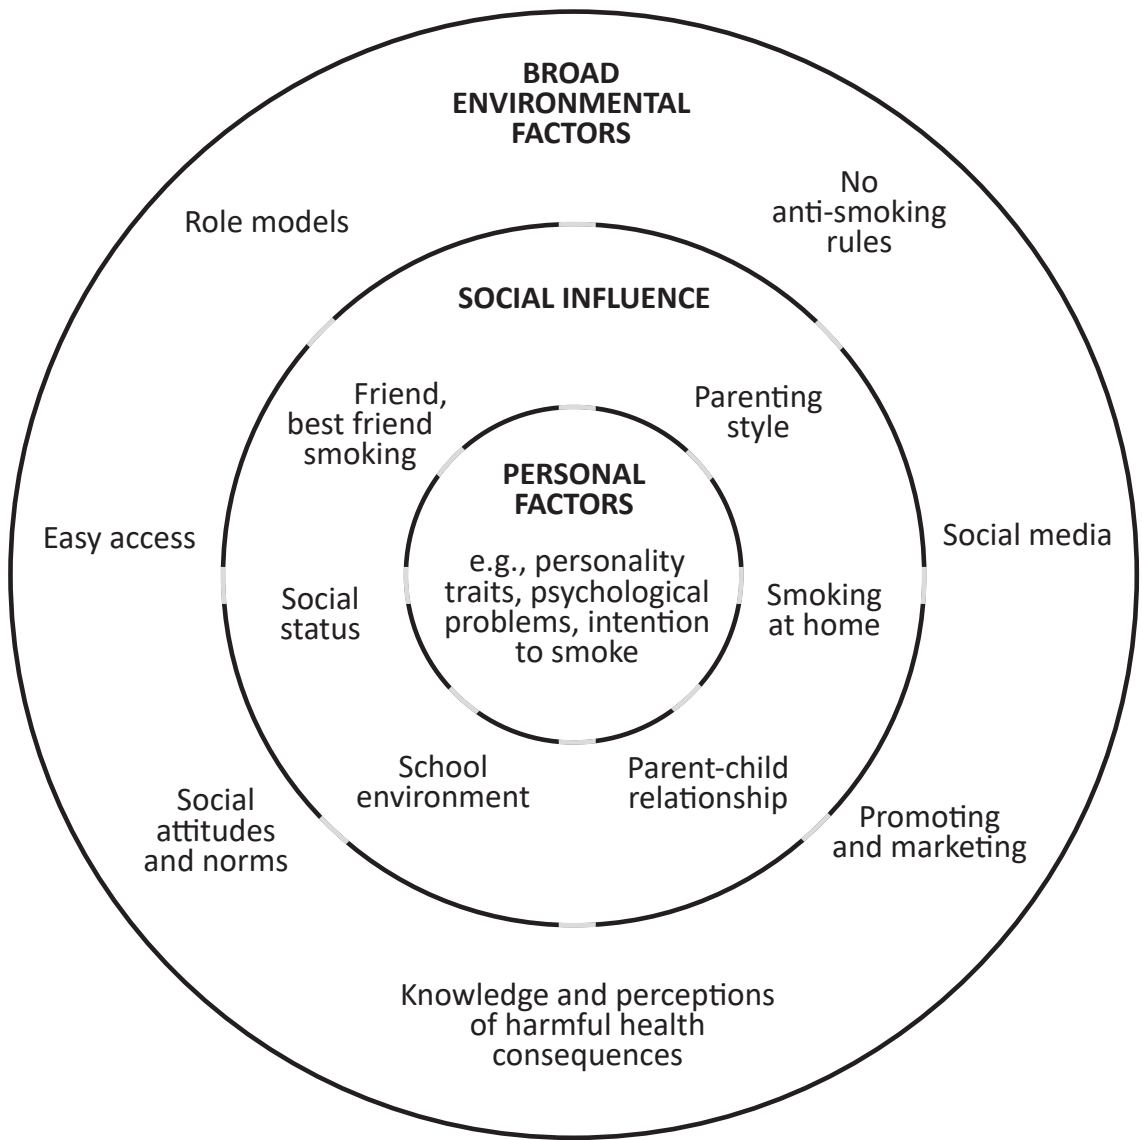 BROAD
ENVIRONMENTAL
FACTORS
No
anti-smoking
rules
Role models
SOCIAL INFLUENCE
Friend,
best friend
smoking
Parenting
style
PERSONAL
FACTORS
e.g., personality
traits, psychological
problems, intention
to smoke
Easy access
Social media
Social
status
Smoking
at home
School
environment
Parent-child
relationship
Social
attitudes
and norms
Promoting
and marketing
Knowledge and perceptions
of harmful health
consequences